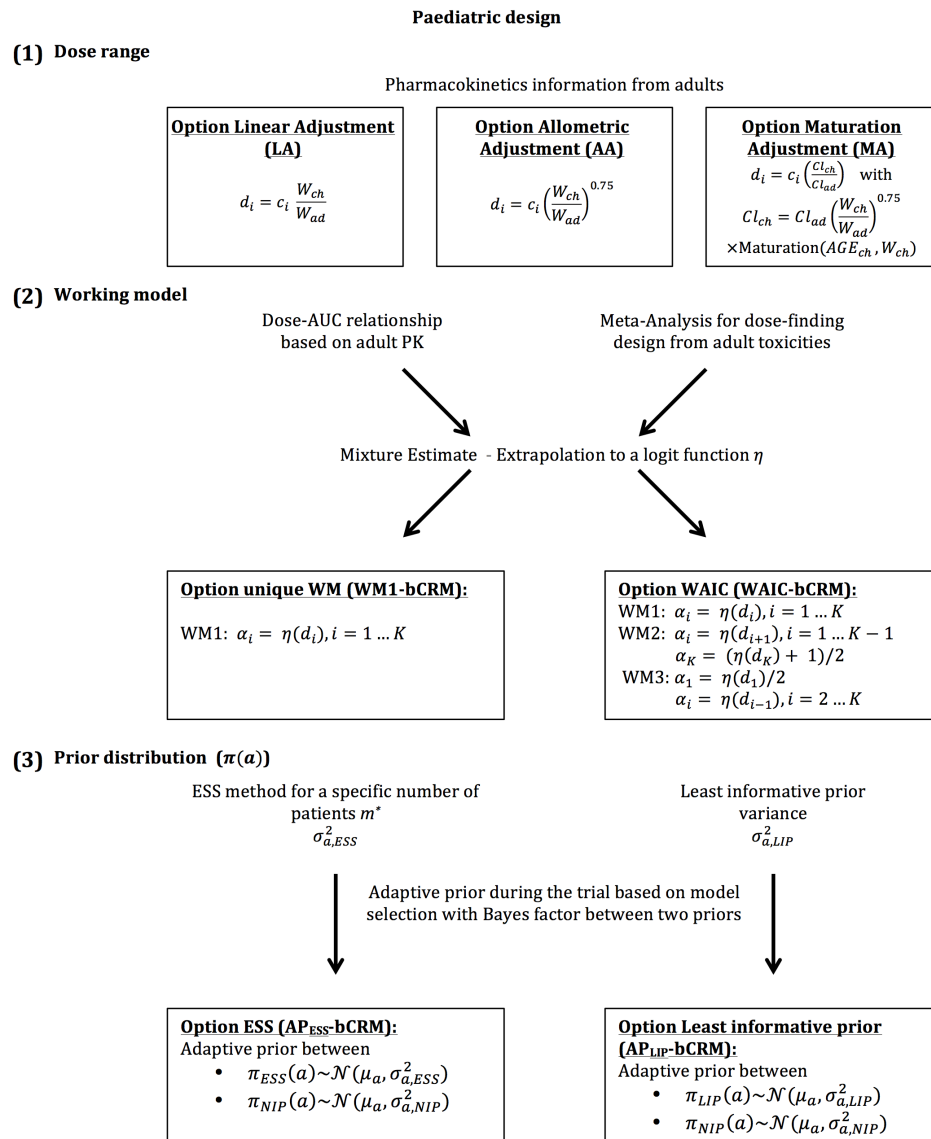 Paediatric design
(1) Dose range
Pharmacokinetics information from adults
Option Linear Adjustment
(LA)
d_i = c_i W_ch / W_ad
Option Allometric
Adjustment (AA)
d_i = c_i (W_ch / W_ad)^0.75
Option Maturation
Adjustment (MA)
d_i = c_i (Cl_ch / Cl_ad) with
Cl_ch = Cl_ad (W_ch / W_ad)^0.75
×Maturation(AGE_ch, W_ch)
(2) Working model
Dose-AUC relationship
based on adult PK
Meta-Analysis for dose-finding
design from adult toxicities
Mixture Estimate - Extrapolation to a logit function η
Option unique WM (WM1-bCRM):
WM1: α_i = η(d_i), i = 1 … K
Option WAIC (WAIC-bCRM):
WM1: α_i = η(d_i), i = 1 … K
WM2: α_i = η(d_{i+1}), i = 1 … K − 1
α_K = (η(d_K) + 1)/2
WM3: α_1 = η(d_1)/2
α_i = η(d_{i−1}), i = 2 … K
(3) Prior distribution (π(a))
ESS method for a specific number of
patients m*
σ²_{a,ESS}
Least informative prior
variance
σ²_{a,LIP}
Adaptive prior during the trial based on model
selection with Bayes factor between two priors
Option ESS (AP_ESS-bCRM):
Adaptive prior between
• π_ESS(a)~𝒩(μ_a, σ²_{a,ESS})
• π_NIP(a)~𝒩(μ_a, σ²_{a,NIP})
Option Least informative prior
(AP_LIP-bCRM):
Adaptive prior between
• π_LIP(a)~𝒩(μ_a, σ²_{a,LIP})
• π_NIP(a)~𝒩(μ_a, σ²_{a,NIP})